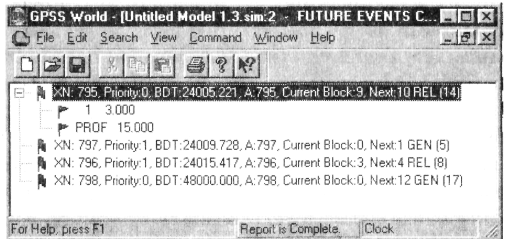 GPSS World - [Untitled Model 1.3.sim:2 - FUTURE EVENTS C...
File Edit Search View Command Window Help
XN: 795, Priority:0, BDT:24005.221, A:795, Current Block:9, Next:10 REL (14)
1 3.000
PROF 15.000
XN: 797, Priority:1, BDT:24009.728, A:797, Current Block:0, Next:1 GEN (5)
XN: 796, Priority:1, BDT:24015.417, A:796, Current Block:3, Next:4 REL (8)
XN: 798, Priority:0, BDT:48000.000, A:798, Current Block:0, Next:12 GEN (17)
For Help, press F1 Report is Complete. Clock